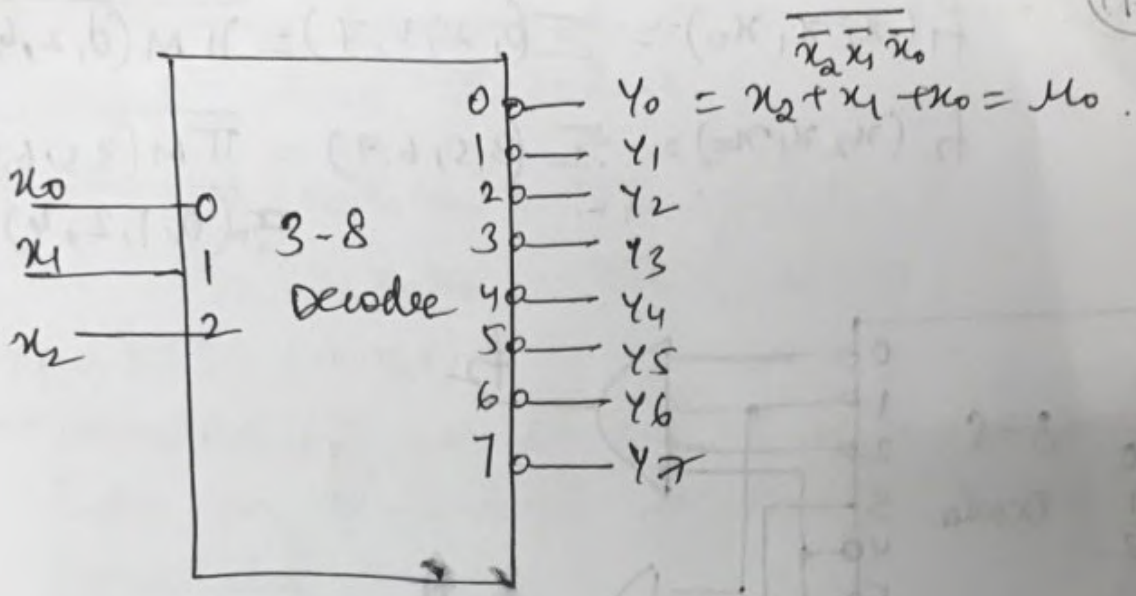 x̄₂ x̄₁ x̄₀
0 Y₀ = x₂ + x₁ + x₀ = M₀ .
1 Y₁
2 Y₂
x₀ 0 3-8 3 Y₃
x₁ 1 Decoder 4 Y₄
x₂ 2 5 Y₅
6 Y₆
7 Y₇